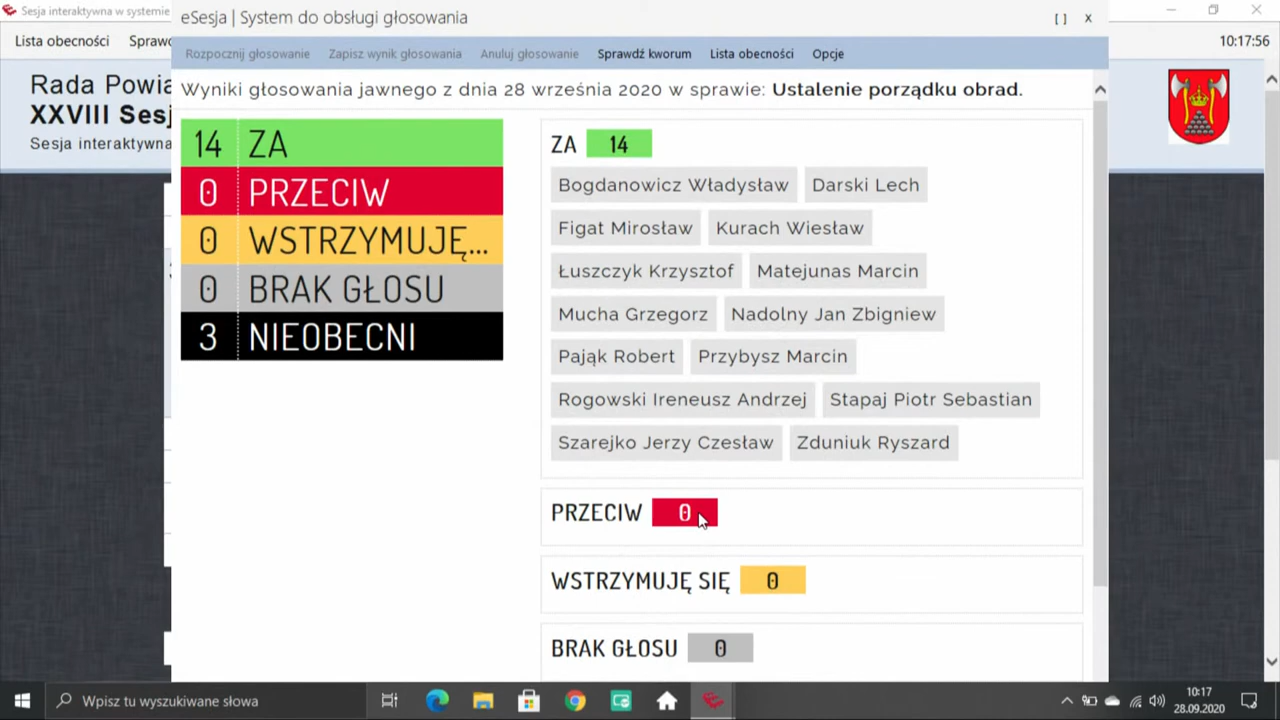 Sesja interaktywna w systemie
eSesja | System do obsługi głosowania
[ ] x
Lista obecności
10:17:56
Rozpocznij głosowanie Zapisz wynik głosowania Anuluj głosowanie Sprawdź kworum Lista obecności Opcje
Rada Powia
XXVIII Sesj
Sesja interaktywna
Wyniki głosowania jawnego z dnia 28 września 2020 w sprawie: Ustalenie porządku obrad.
14 ZA
0 PRZECIW
0 WSTRZYMUJĘ...
0 BRAK GŁOSU
3 NIEOBECNI
ZA 14
Bogdanowicz Władysław Darski Lech
Figat Mirosław Kurach Wiesław
Łuszczyk Krzysztof Matejunas Marcin
Mucha Grzegorz Nadolny Jan Zbigniew
Pająk Robert Przybysz Marcin
Rogowski Ireneusz Andrzej Stapaj Piotr Sebastian
Szarejko Jerzy Czesław Zduniuk Ryszard
PRZECIW 0
WSTRZYMUJĘ SIĘ 0
BRAK GŁOSU 0
Wpisz tu wyszukiwane słowa
10:17
28.09.2020